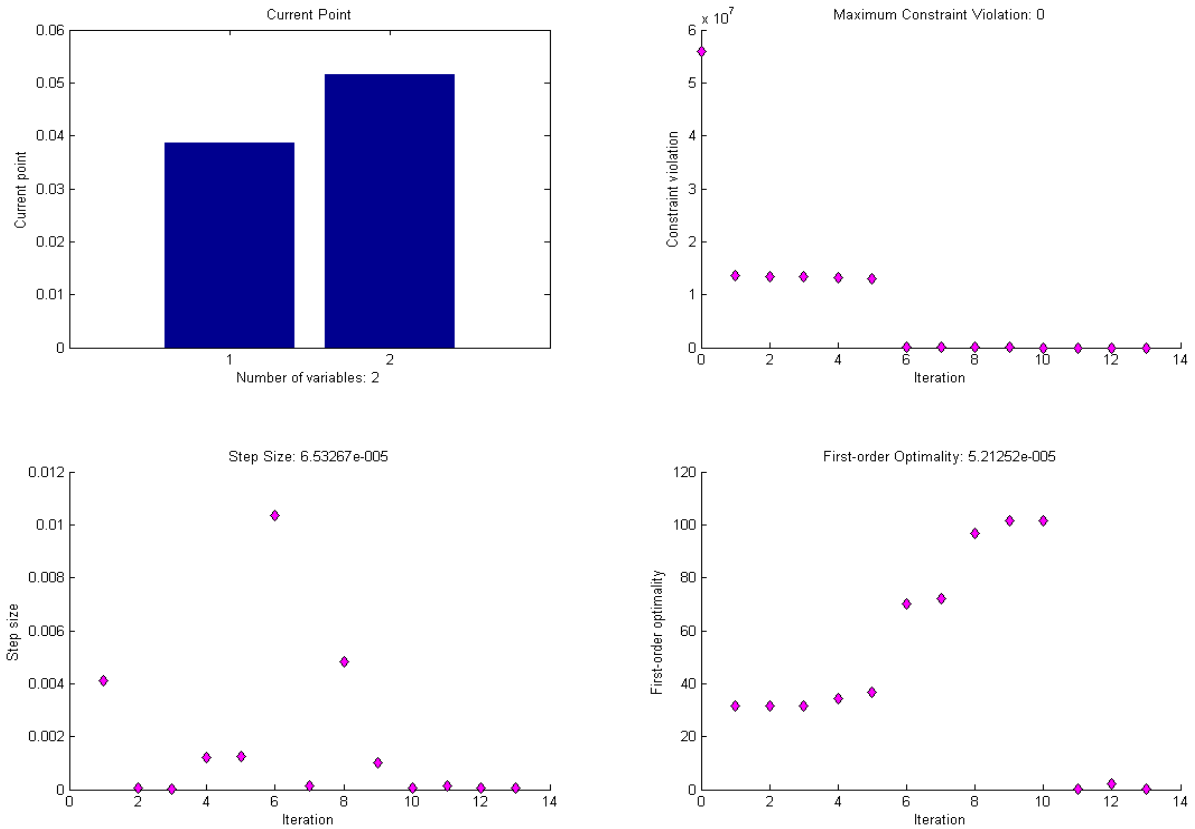 Current Point
0.06
0.05
0.04
0.03
0.02
0.01
0
Current point
1 2
Number of variables: 2
Maximum Constraint Violation: 0
x 10^7
6
5
4
3
2
1
0
Constraint violation
0 2 4 6 8 10 12 14
Iteration
Step Size: 6.53267e-005
0.012
0.01
0.008
0.006
0.004
0.002
0
Step size
0 2 4 6 8 10 12 14
Iteration
First-order Optimality: 5.21252e-005
120
100
80
60
40
20
0
First-order optimality
0 2 4 6 8 10 12 14
Iteration